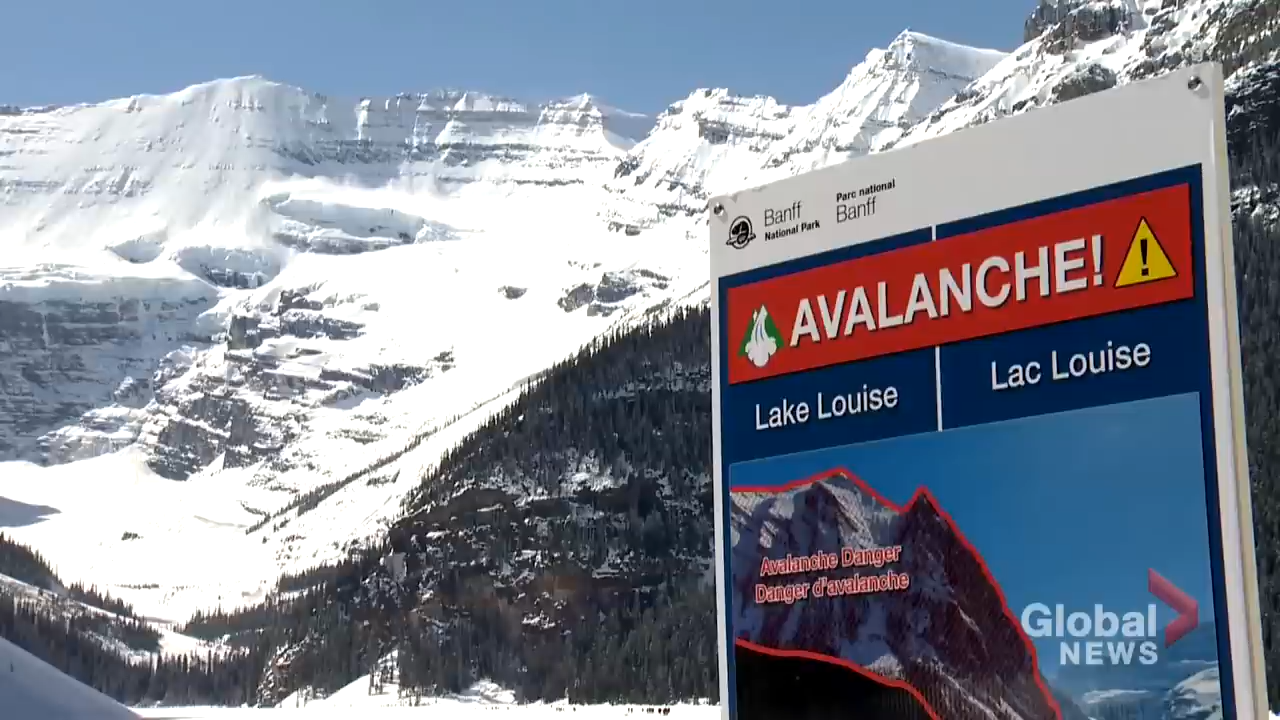 Banff
National Park
Parc national
Banff
AVALANCHE!
Lake Louise
Lac Louise
Avalanche Danger
Danger d'avalanche
Global
NEWS